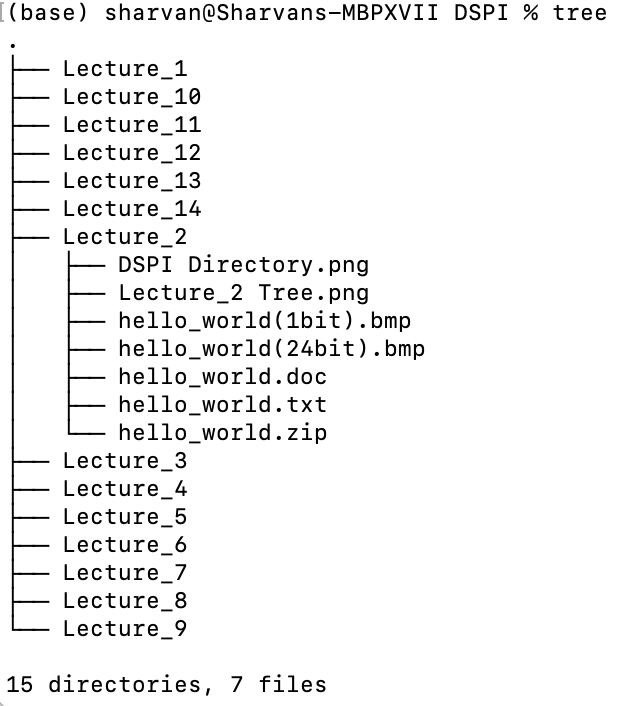 (base) sharvan@Sharvans-MBPXVII DSPI % tree
.
├── Lecture_1
├── Lecture_10
├── Lecture_11
├── Lecture_12
├── Lecture_13
├── Lecture_14
├── Lecture_2
│   ├── DSPI Directory.png
│   ├── Lecture_2 Tree.png
│   ├── hello_world(1bit).bmp
│   ├── hello_world(24bit).bmp
│   ├── hello_world.doc
│   ├── hello_world.txt
│   └── hello_world.zip
├── Lecture_3
├── Lecture_4
├── Lecture_5
├── Lecture_6
├── Lecture_7
├── Lecture_8
└── Lecture_9
15 directories, 7 files